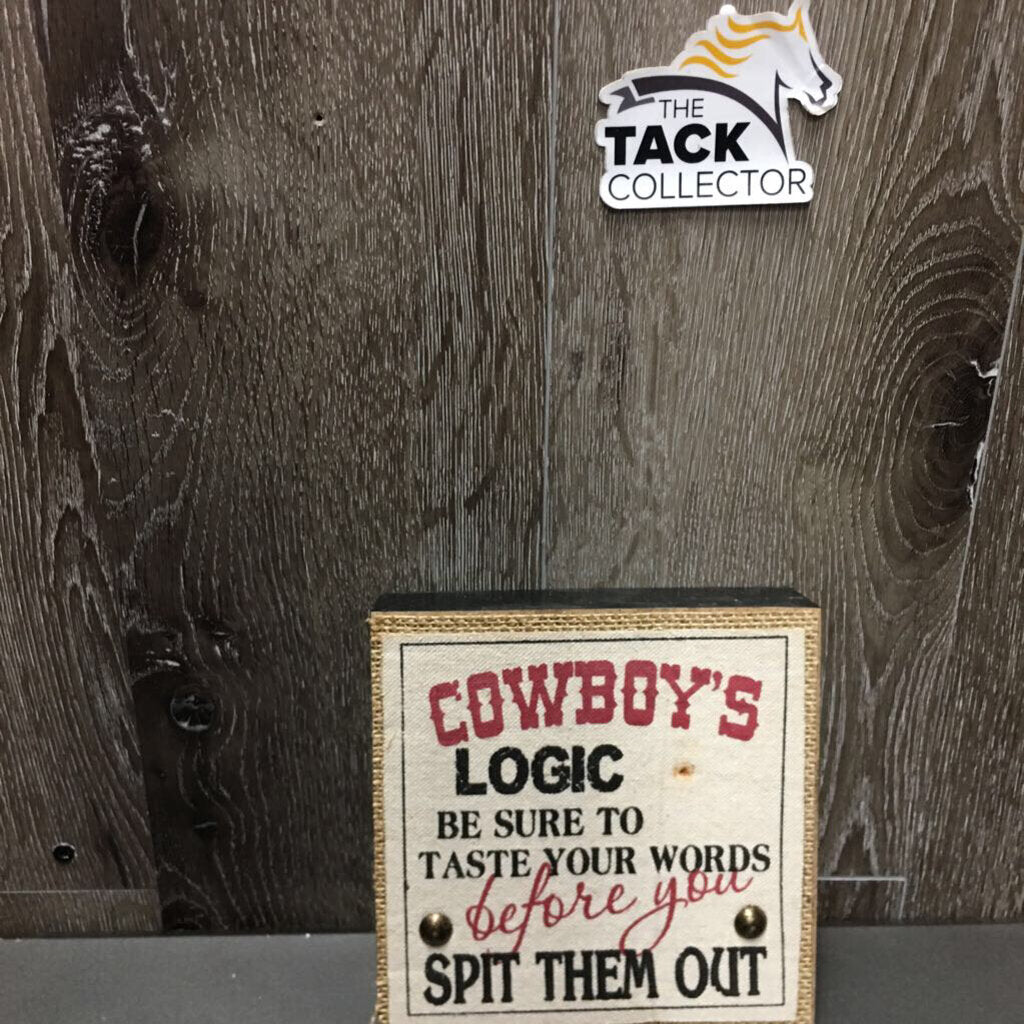 THE
TACK
COLLECTOR
COWBOY'S
LOGIC
BE SURE TO
TASTE YOUR WORDS
before you
SPIT THEM OUT